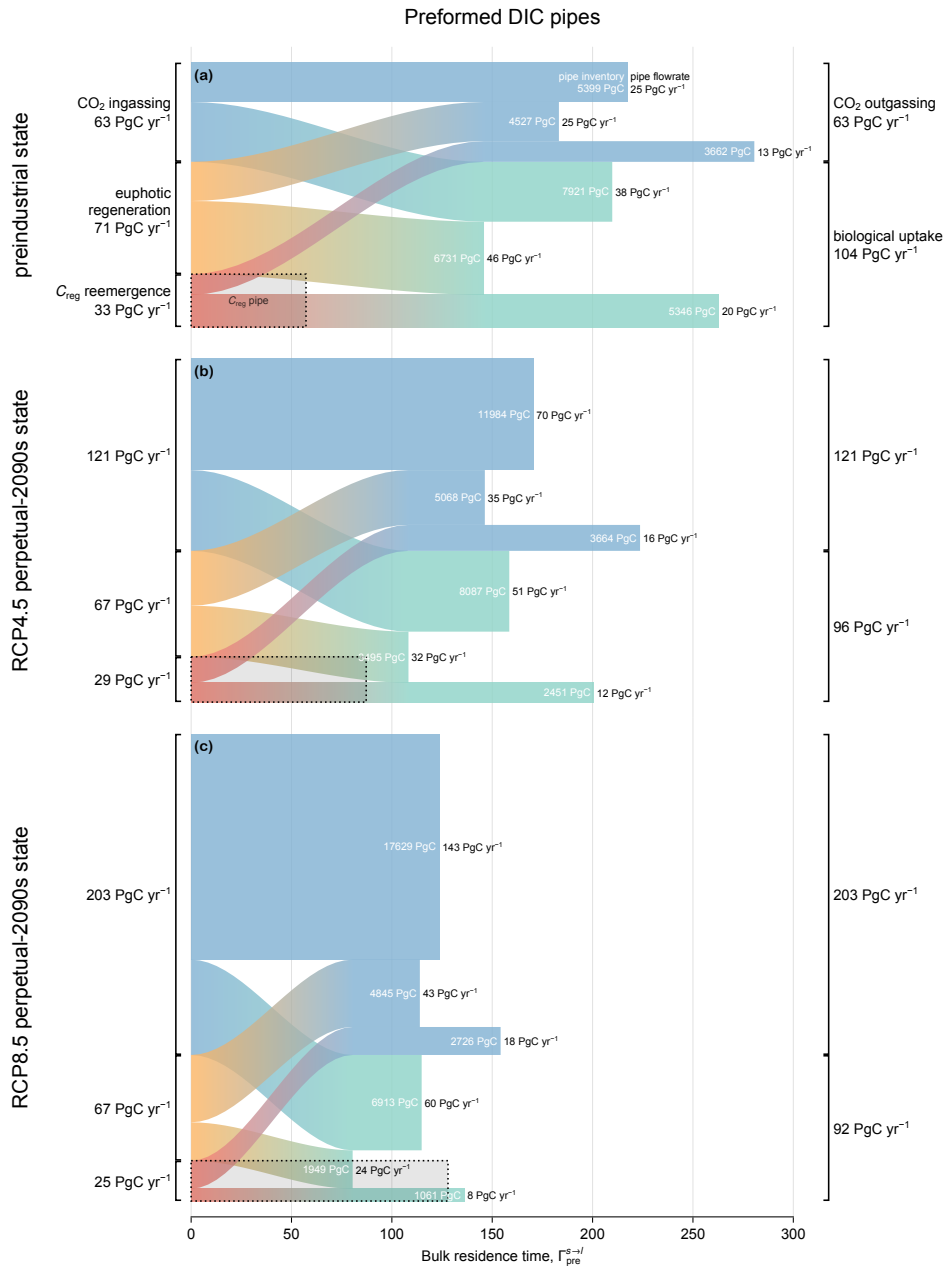 Preformed DIC pipes
preindustrial state
(a)
CO₂ ingassing
63 PgC yr⁻¹
euphotic
regeneration
71 PgC yr⁻¹
C_reg reemergence
33 PgC yr⁻¹
C_reg pipe
pipe inventory pipe flowrate
5399 PgC 25 PgC yr⁻¹
4527 PgC 25 PgC yr⁻¹
3662 PgC 13 PgC yr⁻¹
7921 PgC 38 PgC yr⁻¹
6731 PgC 46 PgC yr⁻¹
5346 PgC 20 PgC yr⁻¹
CO₂ outgassing
63 PgC yr⁻¹
biological uptake
104 PgC yr⁻¹
RCP4.5 perpetual-2090s state
(b)
121 PgC yr⁻¹
67 PgC yr⁻¹
29 PgC yr⁻¹
11984 PgC 70 PgC yr⁻¹
5068 PgC 35 PgC yr⁻¹
3664 PgC 16 PgC yr⁻¹
8087 PgC 51 PgC yr⁻¹
3495 PgC 32 PgC yr⁻¹
2451 PgC 12 PgC yr⁻¹
121 PgC yr⁻¹
96 PgC yr⁻¹
RCP8.5 perpetual-2090s state
(c)
203 PgC yr⁻¹
67 PgC yr⁻¹
25 PgC yr⁻¹
17629 PgC 143 PgC yr⁻¹
4845 PgC 43 PgC yr⁻¹
2726 PgC 18 PgC yr⁻¹
6913 PgC 60 PgC yr⁻¹
1949 PgC 24 PgC yr⁻¹
1061 PgC 8 PgC yr⁻¹
203 PgC yr⁻¹
92 PgC yr⁻¹
0 50 100 150 200 250 300
Bulk residence time, Γ_pre^{s→l}